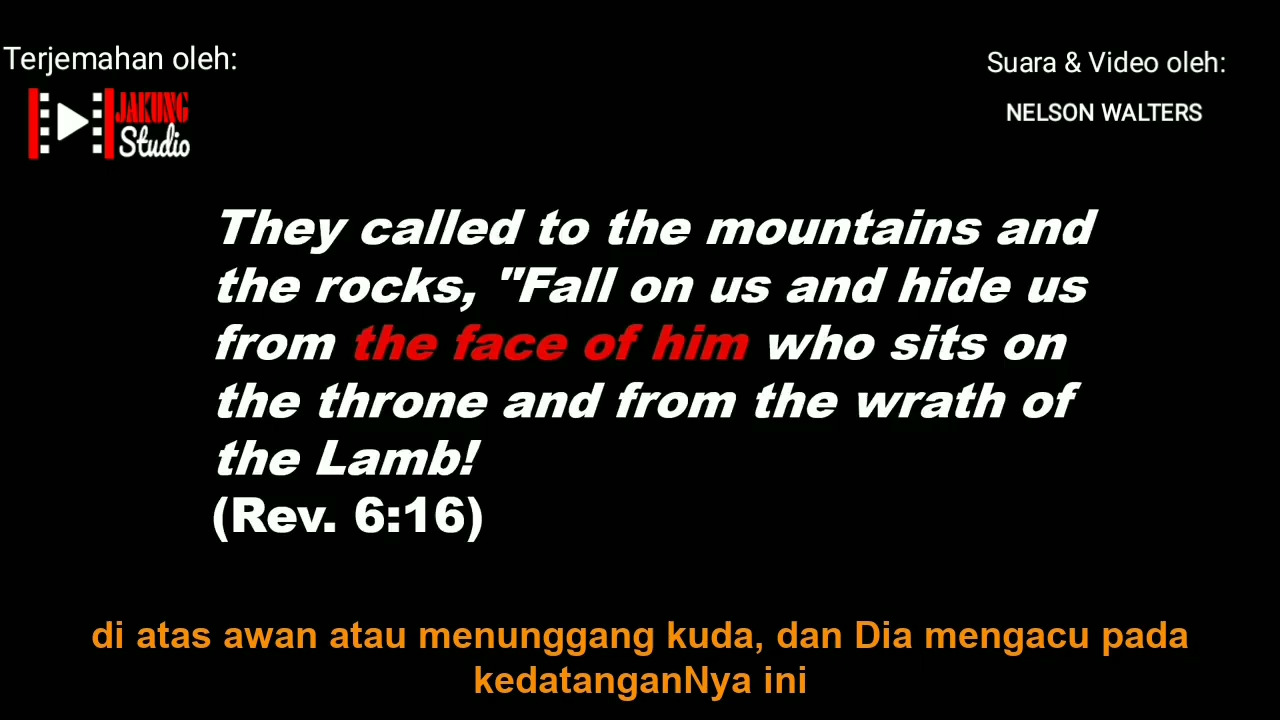 Terjemahan oleh:
JAKUNG
Studio
Suara & Video oleh:
NELSON WALTERS
They called to the mountains and
the rocks, "Fall on us and hide us
from the face of him who sits on
the throne and from the wrath of
the Lamb!
(Rev. 6:16)
di atas awan atau menunggang kuda, dan Dia mengacu pada
kedatanganNya ini